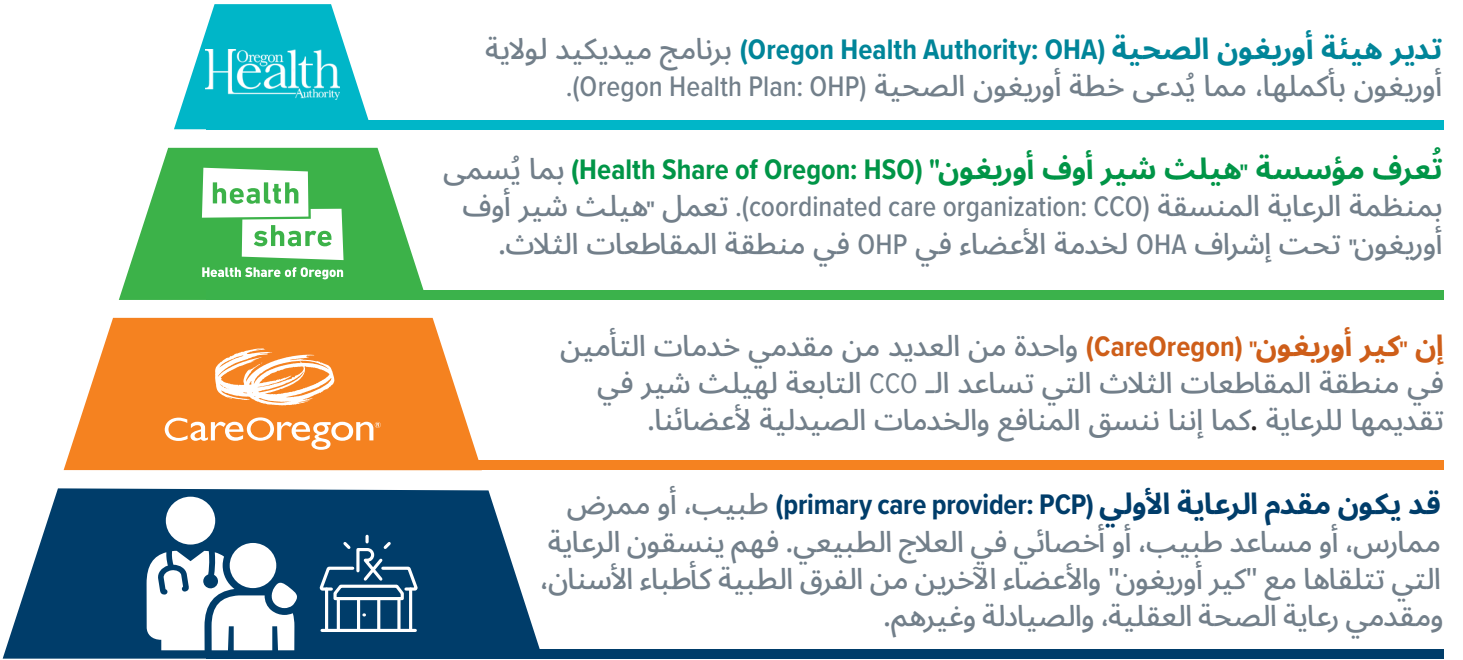 Oregon
Health
Authority
تدير هيئة أوريغون الصحية (Oregon Health Authority: OHA) برنامج ميديكيد لولاية
أوريغون بأكملها، مما يُدعى خطة أوريغون الصحية (Oregon Health Plan: OHP).
health
share
Health Share of Oregon
تُعرف مؤسسة "هيلث شير أوف أوريغون" (Health Share of Oregon: HSO) بما يُسمى
بمنظمة الرعاية المنسقة (coordinated care organization: CCO). تعمل "هيلث شير أوف
أوريغون" تحت إشراف OHA لخدمة الأعضاء في OHP في منطقة المقاطعات الثلاث.
CareOregon®
إن "كير أوريغون" (CareOregon) واحدة من العديد من مقدمي خدمات التأمين
في منطقة المقاطعات الثلاث التي تساعد الـ CCO التابعة لهيلث شير في
تقديمها للرعاية .كما إننا ننسق المنافع والخدمات الصيدلية لأعضائنا.
Rx
قد يكون مقدم الرعاية الأولي (primary care provider: PCP) طبيب، أو ممرض
ممارس، أو مساعد طبيب، أو أخصائي في العلاج الطبيعي. فهم ينسقون الرعاية
التي تتلقاها مع "كير أوريغون" والأعضاء الآخرين من الفرق الطبية كأطباء الأسنان،
ومقدمي رعاية الصحة العقلية، والصيادلة وغيرهم.